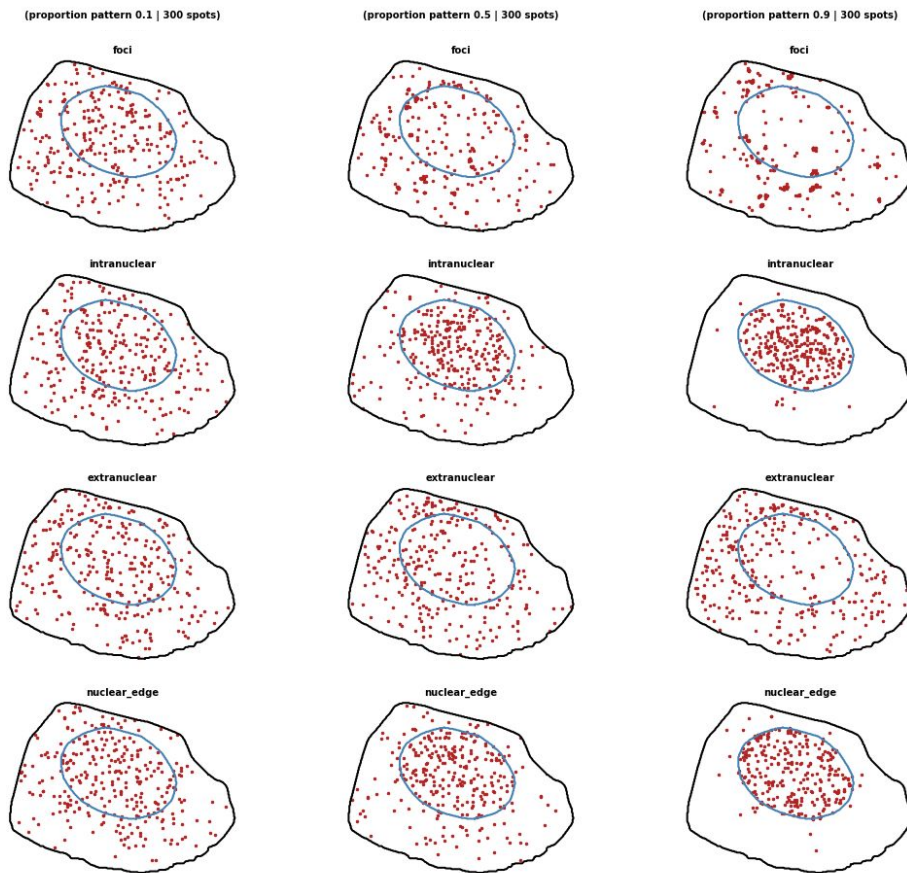 (proportion pattern 0.1 | 300 spots) (proportion pattern 0.5 | 300 spots) (proportion pattern 0.9 | 300 spots)
foci foci foci
intranuclear intranuclear intranuclear
extranuclear extranuclear extranuclear
nuclear_edge nuclear_edge nuclear_edge